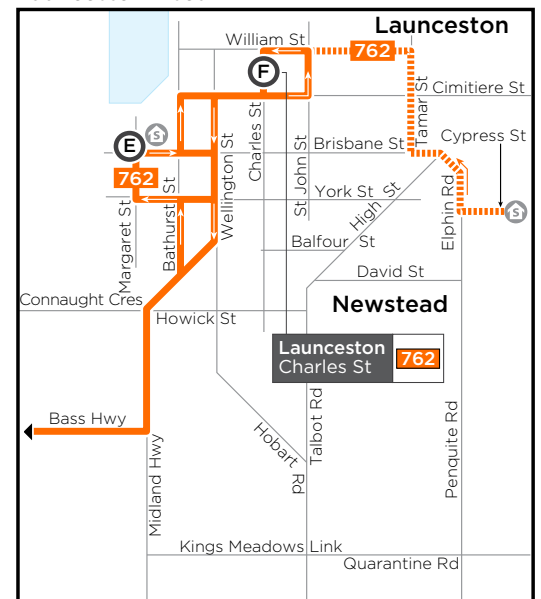 Launceston
William St
762
F
Cimitiere St
Tamar St
Cypress St
E
S
Brisbane St
762
Charles St
St John St
Wellington St
Bathurst St
Margaret St
York St
High St
Elphin Rd
S
Balfour St
David St
Connaught Cres
Newstead
Howick St
Launceston
Charles St
762
Bass Hwy
Midland Hwy
Hobart Rd
Talbot Rd
Penquite Rd
Kings Meadows Link
Quarantine Rd